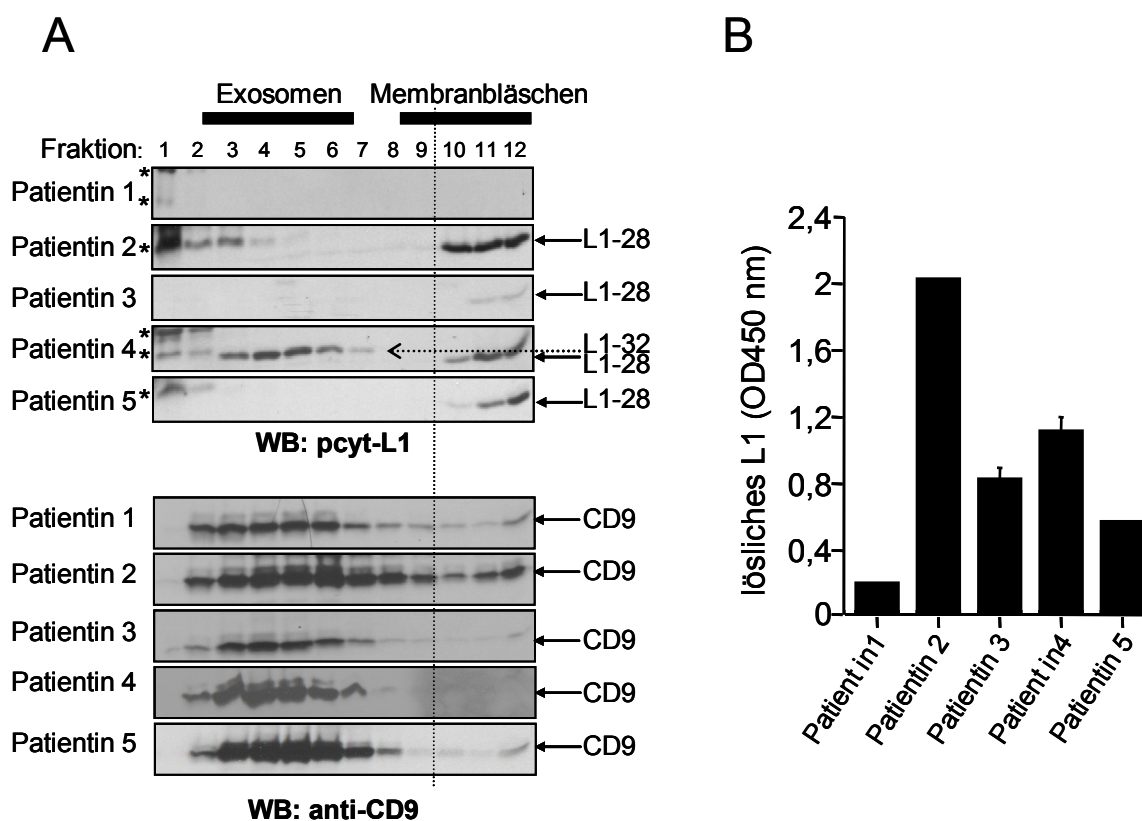 A
Exosomen Membranbläschen
Fraktion: 1 2 3 4 5 6 7 8 9 10 11 12
Patientin 1 * *
Patientin 2 * L1-28
Patientin 3 L1-28
Patientin 4 * * L1-32
L1-28
Patientin 5 * L1-28
WB: pcyt-L1
Patientin 1 CD9
Patientin 2 CD9
Patientin 3 CD9
Patientin 4 CD9
Patientin 5 CD9
WB: anti-CD9
B
lösliches L1 (OD450 nm)
2,4
2
1,6
1,2
0,8
0,4
0
Patient in1
Patientin 2
Patientin 3
Patient in4
Patientin 5